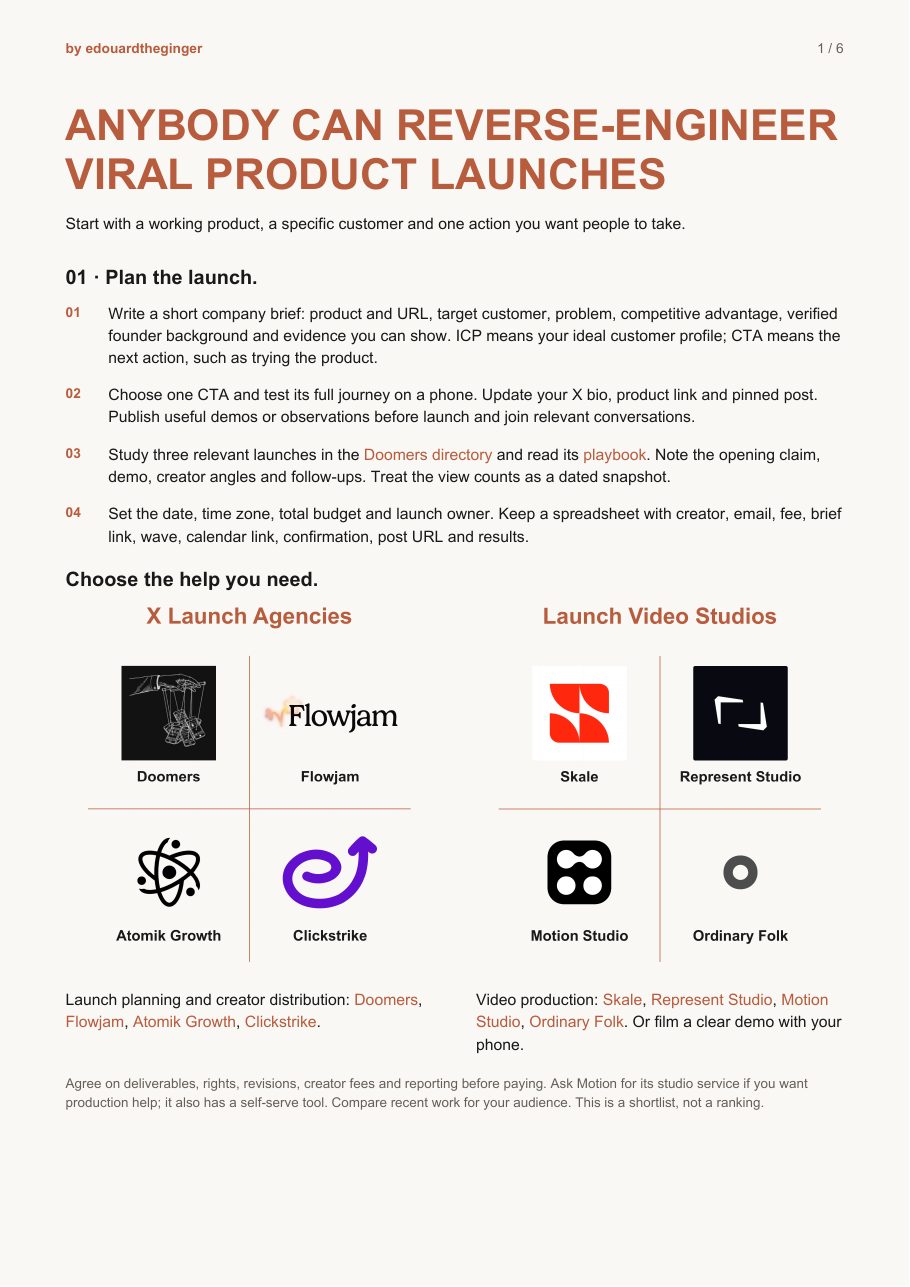 by edouardtheginger
1 / 6
ANYBODY CAN REVERSE-ENGINEER
VIRAL PRODUCT LAUNCHES
Start with a working product, a specific customer and one action you want people to take.
01 · Plan the launch.
01 Write a short company brief: product and URL, target customer, problem, competitive advantage, verified
founder background and evidence you can show. ICP means your ideal customer profile; CTA means the
next action, such as trying the product.
02 Choose one CTA and test its full journey on a phone. Update your X bio, product link and pinned post.
Publish useful demos or observations before launch and join relevant conversations.
03 Study three relevant launches in the Doomers directory and read its playbook. Note the opening claim,
demo, creator angles and follow-ups. Treat the view counts as a dated snapshot.
04 Set the date, time zone, total budget and launch owner. Keep a spreadsheet with creator, email, fee, brief
link, wave, calendar link, confirmation, post URL and results.
Choose the help you need.
X Launch Agencies
Flowjam
Doomers
Flowjam
Atomik Growth
Clickstrike
Launch planning and creator distribution: Doomers,
Flowjam, Atomik Growth, Clickstrike.
Launch Video Studios
Skale
Represent Studio
Motion Studio
Ordinary Folk
Video production: Skale, Represent Studio, Motion
Studio, Ordinary Folk. Or film a clear demo with your
phone.
Agree on deliverables, rights, revisions, creator fees and reporting before paying. Ask Motion for its studio service if you want
production help; it also has a self-serve tool. Compare recent work for your audience. This is a shortlist, not a ranking.